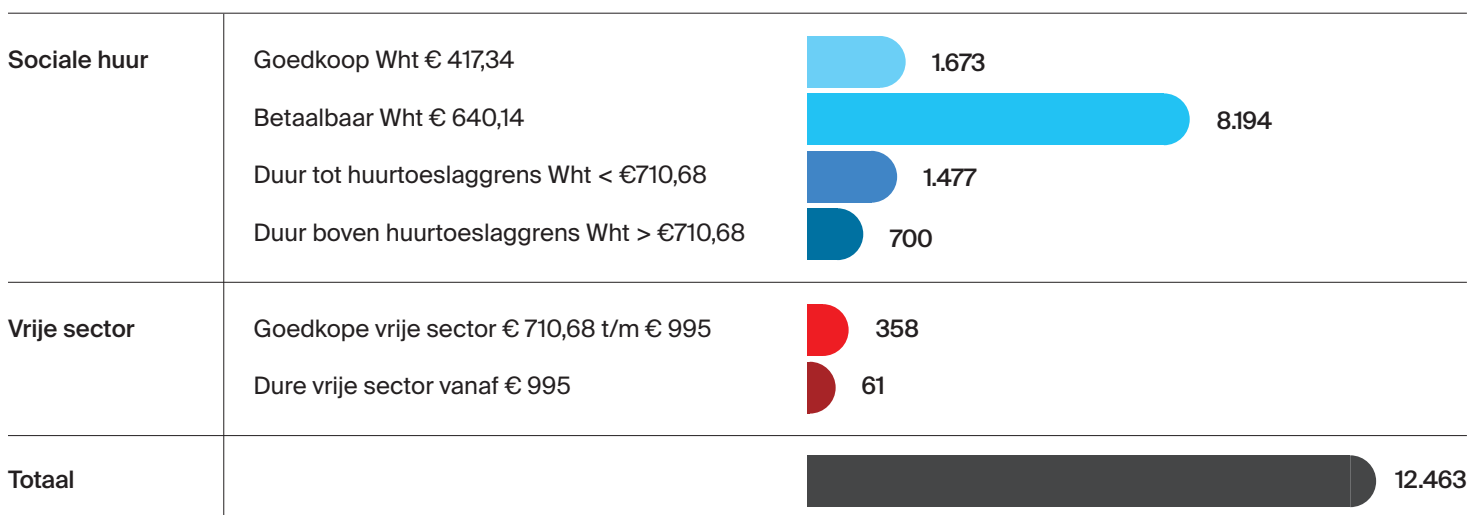 Sociale huur
Goedkoop Wht € 417,34
1.673
Betaalbaar Wht € 640,14
8.194
Duur tot huurtoeslaggrens Wht < €710,68
1.477
Duur boven huurtoeslaggrens Wht > €710,68
700
Vrije sector
Goedkope vrije sector € 710,68 t/m € 995
358
Dure vrije sector vanaf € 995
61
Totaal
12.463